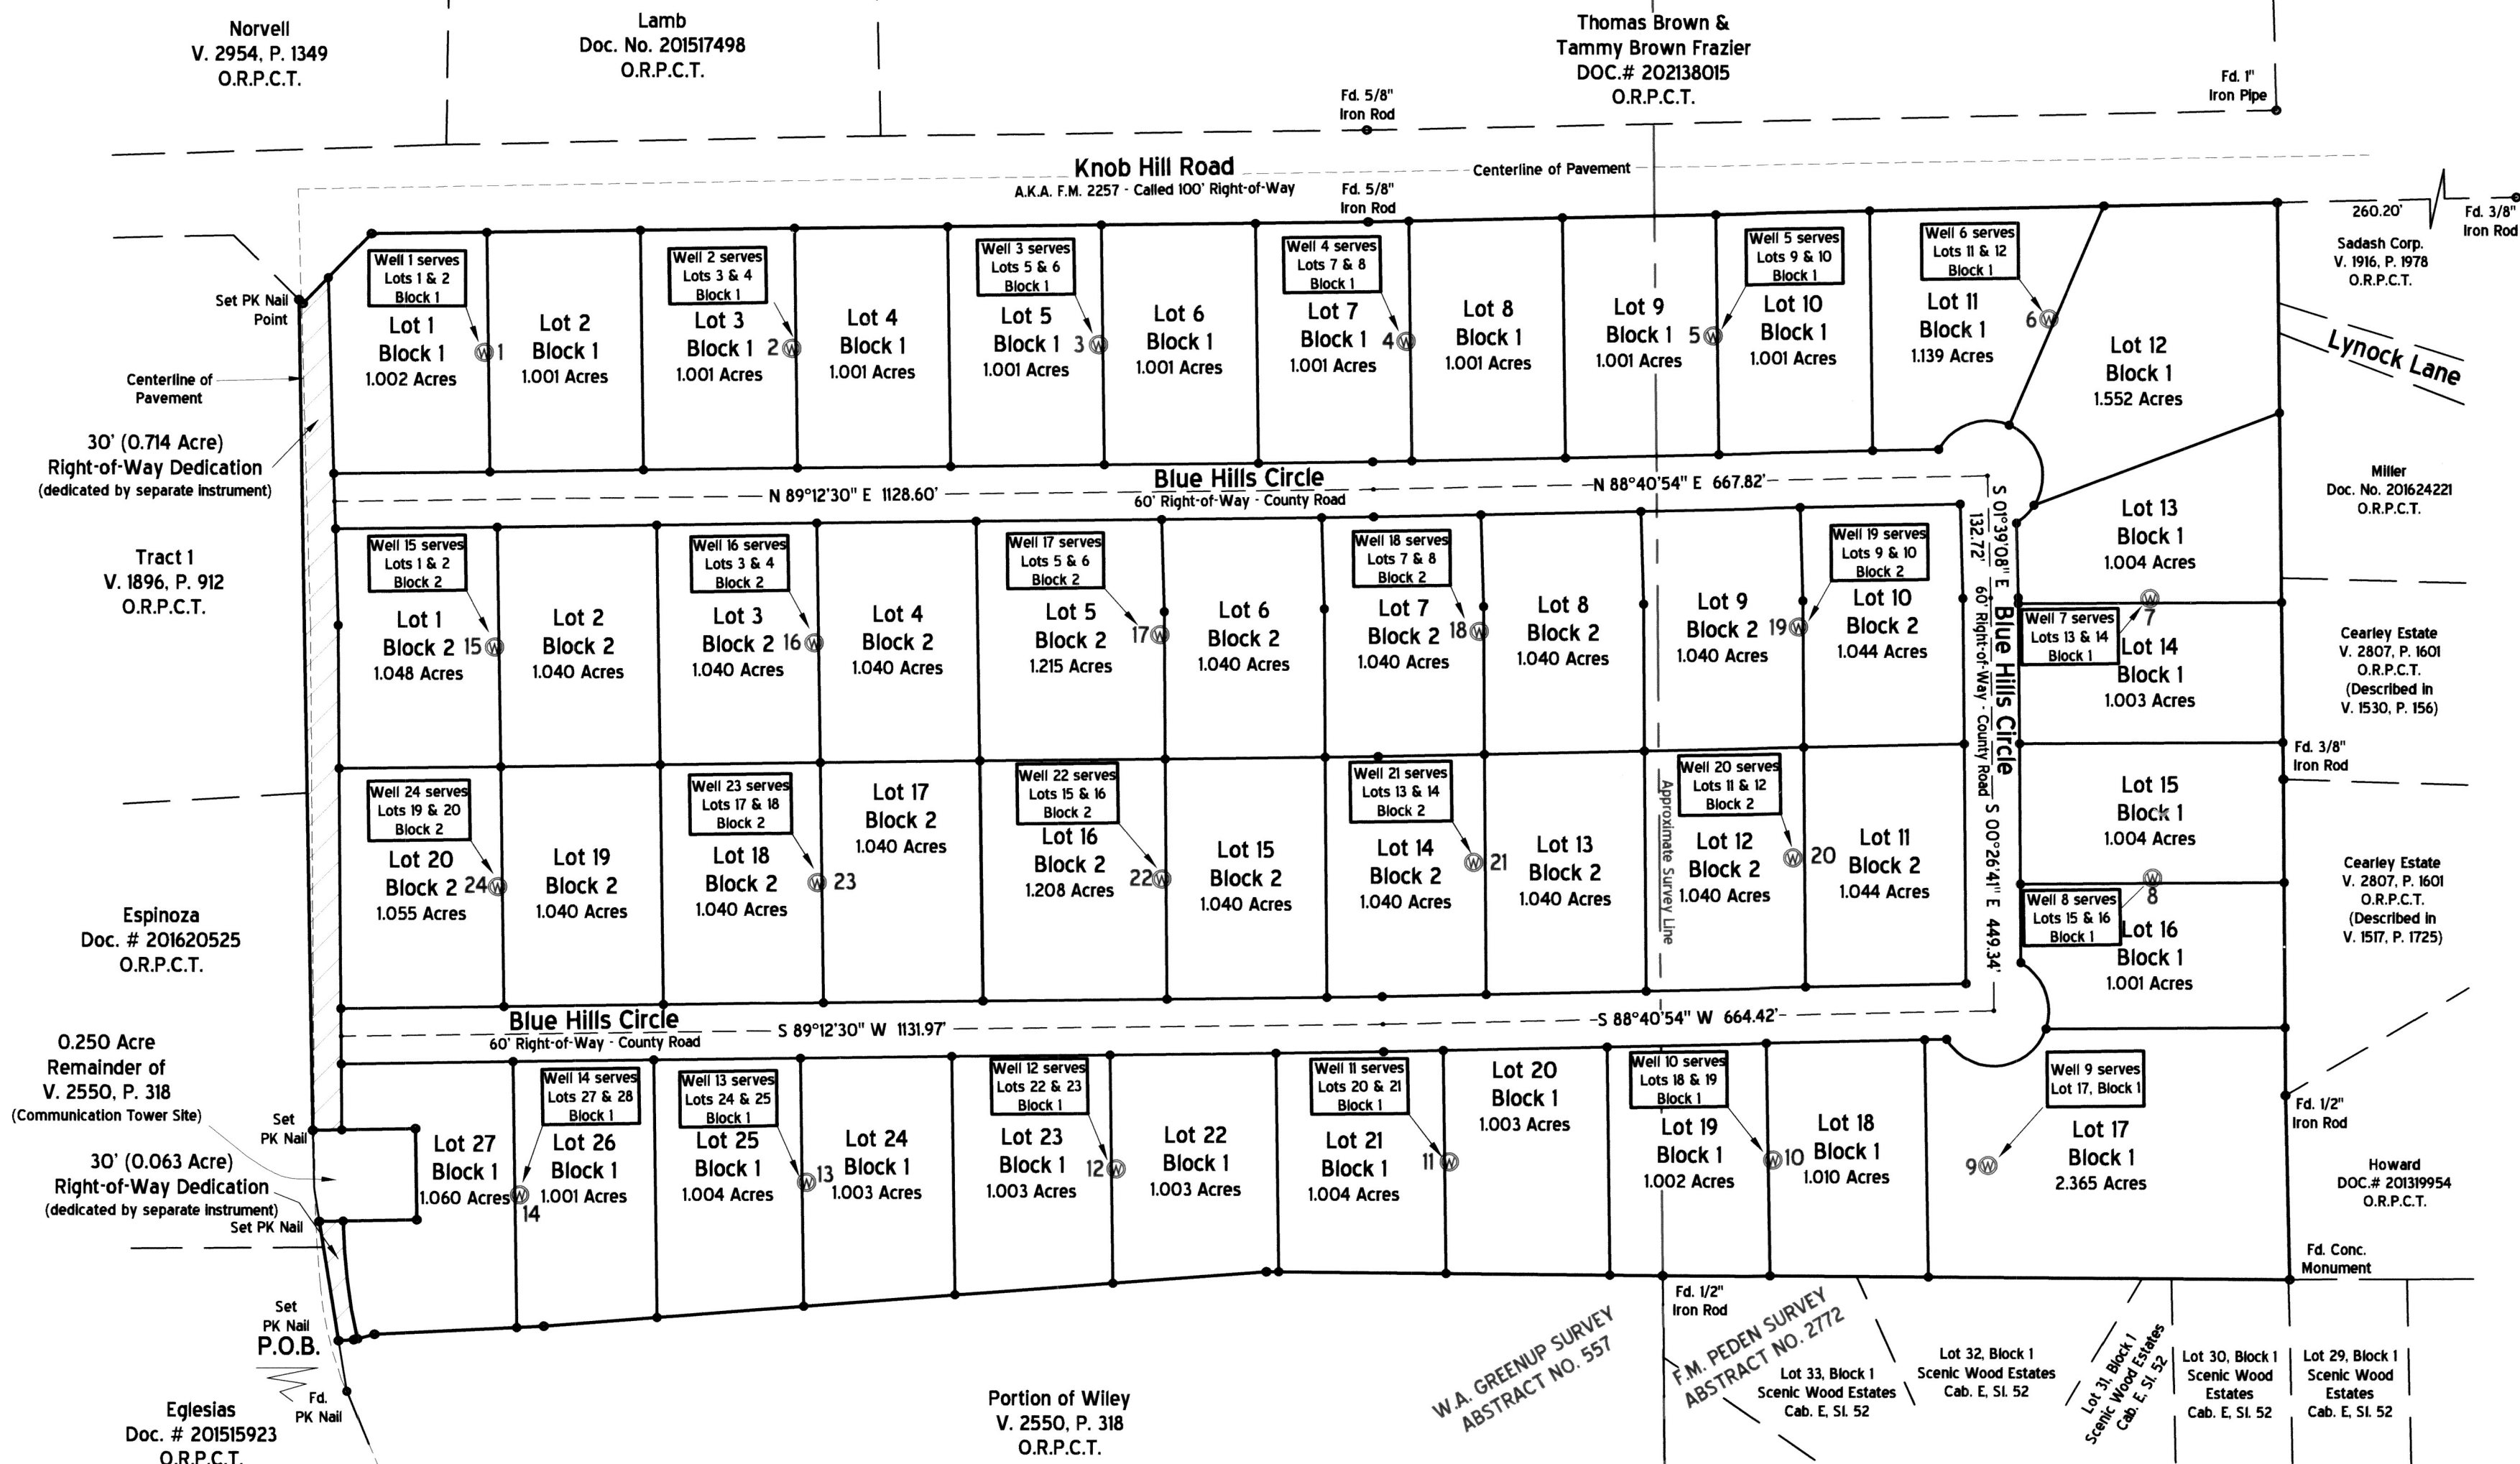 Norvell
V. 2954, P. 1349
O.R.P.C.T.
Lamb
Doc. No. 201517498
O.R.P.C.T.
Thomas Brown &
Tammy Brown Frazier
DOC.# 202138015
O.R.P.C.T.
Fd. 5/8"
Iron Rod
Fd. 1"
Iron Pipe
Knob Hill Road
A.K.A. F.M. 2257 - Called 100' Right-of-Way
Centerline of Pavement
Fd. 5/8"
Iron Rod
260.20'
Fd. 3/8"
Iron Rod
Sadash Corp.
V. 1916, P. 1978
O.R.P.C.T.
Lynock Lane
Set PK Nail
Point
Centerline of
Pavement
30' (0.714 Acre)
Right-of-Way Dedication
(dedicated by separate instrument)
Well 1 serves
Lots 1 & 2
Block 1
Lot 1
Block 1
1.002 Acres
W 1
Lot 2
Block 1
1.001 Acres
Well 2 serves
Lots 3 & 4
Block 1
Lot 3
Block 1
1.001 Acres
2 W
Lot 4
Block 1
1.001 Acres
Well 3 serves
Lots 5 & 6
Block 1
Lot 5
Block 1
1.001 Acres
3 W
Lot 6
Block 1
1.001 Acres
Well 4 serves
Lots 7 & 8
Block 1
Lot 7
Block 1
1.001 Acres
4 W
Lot 8
Block 1
1.001 Acres
Lot 9
Block 1
1.001 Acres
5 W
Well 5 serves
Lots 9 & 10
Block 1
Lot 10
Block 1
1.001 Acres
Well 6 serves
Lots 11 & 12
Block 1
Lot 11
Block 1
1.139 Acres
6 W
Lot 12
Block 1
1.552 Acres
Blue Hills Circle
60' Right-of-Way - County Road
N 89°12'30" E 1128.60'
N 88°40'54" E 667.82'
S 01°39'08" E
132.72'
Blue Hills Circle
60' Right-of-Way - County Road
S 00°26'41" E 449.34'
Miller
Doc. No. 201624221
O.R.P.C.T.
Lot 13
Block 1
1.004 Acres
W
7
Well 7 serves
Lots 13 & 14
Block 1
Lot 14
Block 1
1.003 Acres
Cearley Estate
V. 2807, P. 1601
O.R.P.C.T.
(Described in
V. 1530, P. 156)
Fd. 3/8"
Iron Rod
Lot 15
Block 1
1.004 Acres
W
8
Well 8 serves
Lots 15 & 16
Block 1
Lot 16
Block 1
1.001 Acres
Cearley Estate
V. 2807, P. 1601
O.R.P.C.T.
(Described in
V. 1517, P. 1725)
Tract 1
V. 1896, P. 912
O.R.P.C.T.
Well 15 serves
Lots 1 & 2
Block 2
Lot 1
Block 2
1.048 Acres
15 W
Lot 2
Block 2
1.040 Acres
Well 16 serves
Lots 3 & 4
Block 2
Lot 3
Block 2
1.040 Acres
16 W
Lot 4
Block 2
1.040 Acres
Well 17 serves
Lots 5 & 6
Block 2
Lot 5
Block 2
1.215 Acres
17 W
Lot 6
Block 2
1.040 Acres
Well 18 serves
Lots 7 & 8
Block 2
Lot 7
Block 2
1.040 Acres
18 W
Lot 8
Block 2
1.040 Acres
Lot 9
Block 2
1.040 Acres
19 W
Well 19 serves
Lots 9 & 10
Block 2
Lot 10
Block 2
1.044 Acres
Espinoza
Doc. # 201620525
O.R.P.C.T.
Well 24 serves
Lots 19 & 20
Block 2
Lot 20
Block 2
1.055 Acres
24 W
Lot 19
Block 2
1.040 Acres
Well 23 serves
Lots 17 & 18
Block 2
Lot 18
Block 2
1.040 Acres
W 23
Lot 17
Block 2
1.040 Acres
Well 22 serves
Lots 15 & 16
Block 2
Lot 16
Block 2
1.208 Acres
22 W
Lot 15
Block 2
1.040 Acres
Well 21 serves
Lots 13 & 14
Block 2
Lot 14
Block 2
1.040 Acres
W 21
Lot 13
Block 2
1.040 Acres
Approximate Survey Line
Well 20 serves
Lots 11 & 12
Block 2
Lot 12
Block 2
1.040 Acres
W 20
Lot 11
Block 2
1.044 Acres
Blue Hills Circle
60' Right-of-Way - County Road
S 89°12'30" W 1131.97'
S 88°40'54" W 664.42'
0.250 Acre
Remainder of
V. 2550, P. 318
(Communication Tower Site)
Set
PK Nail
30' (0.063 Acre)
Right-of-Way Dedication
(dedicated by separate instrument)
Set PK Nail
Lot 27
Block 1
1.060 Acres
W
14
Well 14 serves
Lots 27 & 28
Block 1
Lot 26
Block 1
1.001 Acres
Well 13 serves
Lots 24 & 25
Block 1
Lot 25
Block 1
1.004 Acres
W 13
Lot 24
Block 1
1.003 Acres
Well 12 serves
Lots 22 & 23
Block 1
Lot 23
Block 1
1.003 Acres
12 W
Lot 22
Block 1
1.003 Acres
Well 11 serves
Lots 20 & 21
Block 1
Lot 21
Block 1
1.004 Acres
11 W
Lot 20
Block 1
1.003 Acres
Well 10 serves
Lots 18 & 19
Block 1
Lot 19
Block 1
1.002 Acres
W 10
Lot 18
Block 1
1.010 Acres
Well 9 serves
Lot 17, Block 1
9 W
Lot 17
Block 1
2.365 Acres
Fd. 1/2"
Iron Rod
Howard
DOC.# 201319954
O.R.P.C.T.
Fd. Conc.
Monument
Set
PK Nail
P.O.B.
Fd.
PK Nail
Eglesias
Doc. # 201515923
O.R.P.C.T.
Portion of Wiley
V. 2550, P. 318
O.R.P.C.T.
W.A. GREENUP SURVEY
ABSTRACT NO. 557
Fd. 1/2"
Iron Rod
F.M. PEDEN SURVEY
ABSTRACT NO. 2772
Lot 33, Block 1
Scenic Wood Estates
Cab. E, Sl. 52
Lot 32, Block 1
Scenic Wood Estates
Cab. E, Sl. 52
Lot 31, Block 1
Scenic Wood Estates
Cab. E, Sl. 52
Lot 30, Block 1
Scenic Wood
Estates
Cab. E, Sl. 52
Lot 29, Block 1
Scenic Wood
Estates
Cab. E, Sl. 52